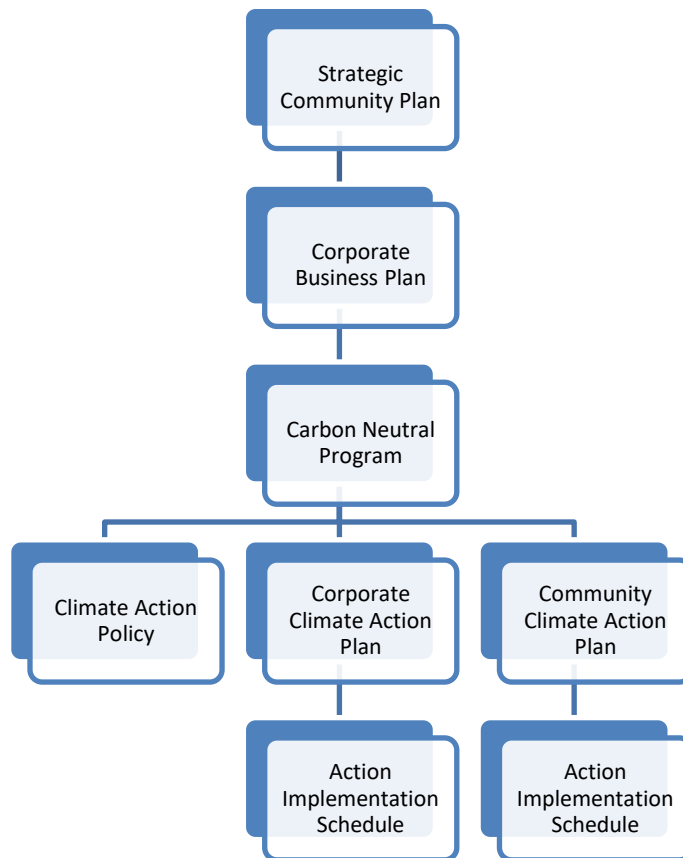 Strategic
Community Plan
Corporate
Business Plan
Carbon Neutral
Program
Climate Action
Policy
Corporate
Climate Action
Plan
Community
Climate Action
Plan
Action
Implementation
Schedule
Action
Implementation
Schedule